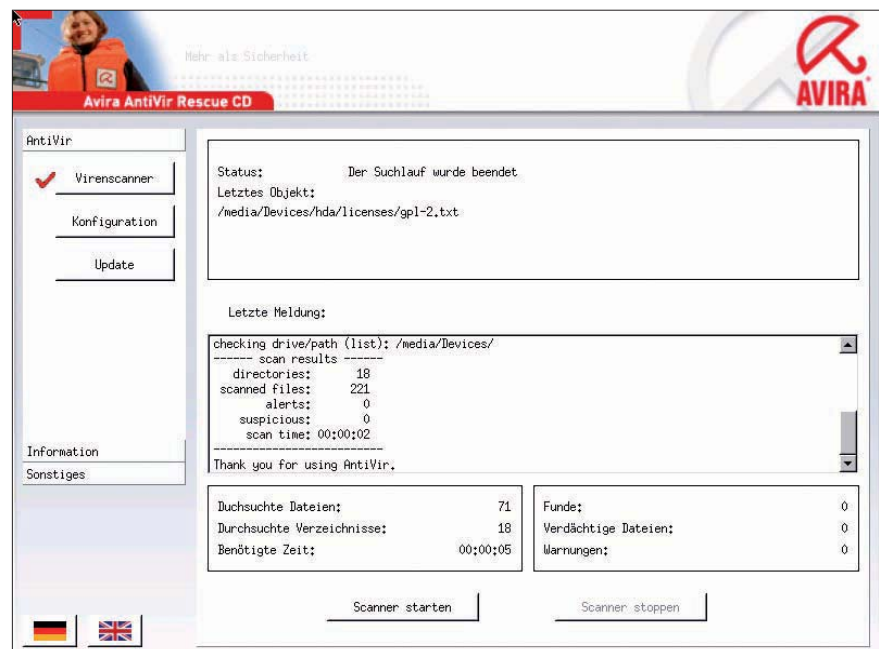 Mehr als Sicherheit
Avira AntiVir Rescue CD
AVIRA
AntiVir
Virenscanner
Konfiguration
Update
Information
Sonstiges
Status: Der Suchlauf wurde beendet
Letztes Objekt:
/media/Devices/hda/licenses/gpl-2.txt
Letzte Meldung:
checking drive/path (list): /media/Devices/
------ scan results ------
directories: 18
scanned files: 221
alerts: 0
suspicious: 0
scan time: 00:00:02
--------------------------
Thank you for using AntiVir.
Duchsuchte Dateien: 71
Durchsuchte Verzeichnisse: 18
Benötigte Zeit: 00:00:05
Funde: 0
Verdächtige Dateien: 0
Warnungen: 0
Scanner starten
Scanner stoppen